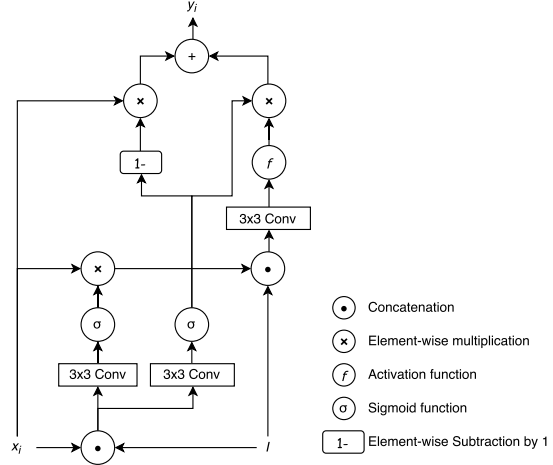 yᵢ
+
× ×
1- f
3x3 Conv
× •
σ σ
3x3 Conv 3x3 Conv
xᵢ • I
• Concatenation
× Element-wise multiplication
f Activation function
σ Sigmoid function
1- Element-wise Subtraction by 1